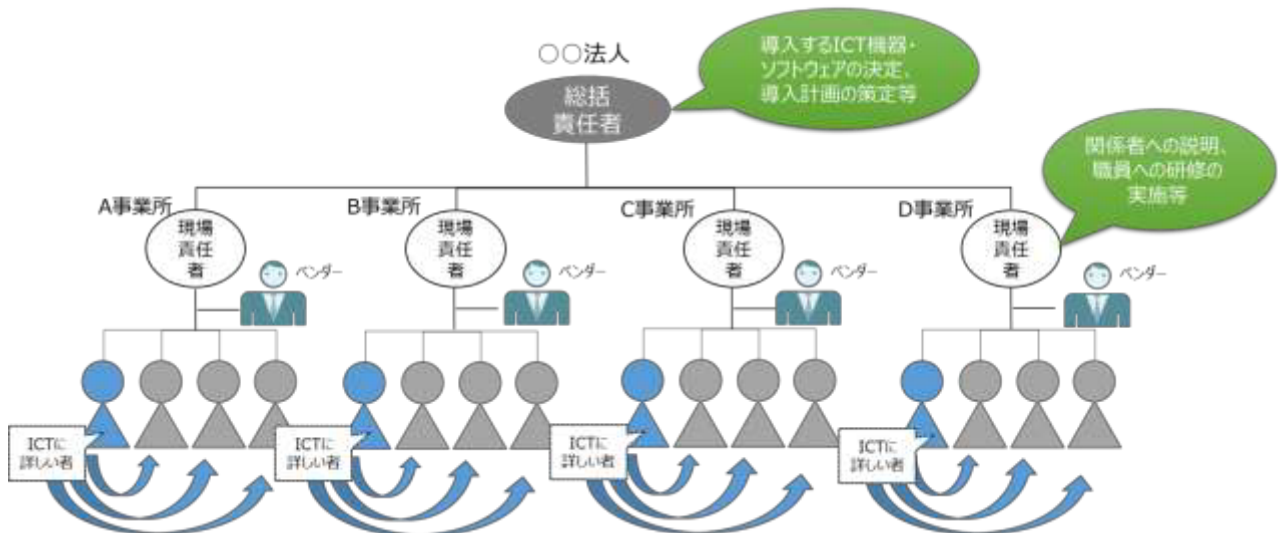 〇〇法人
総括
責任者
導入するICT機器・
ソフトウェアの決定、
導入計画の策定等
関係者への説明、
職員への研修の
実施等
A事業所
現場
責任
者
ベンダー
B事業所
現場
責任
者
ベンダー
C事業所
現場
責任
者
ベンダー
D事業所
現場
責任
者
ベンダー
ICTに
詳しい者
ICTに
詳しい者
ICTに
詳しい者
ICTに
詳しい者